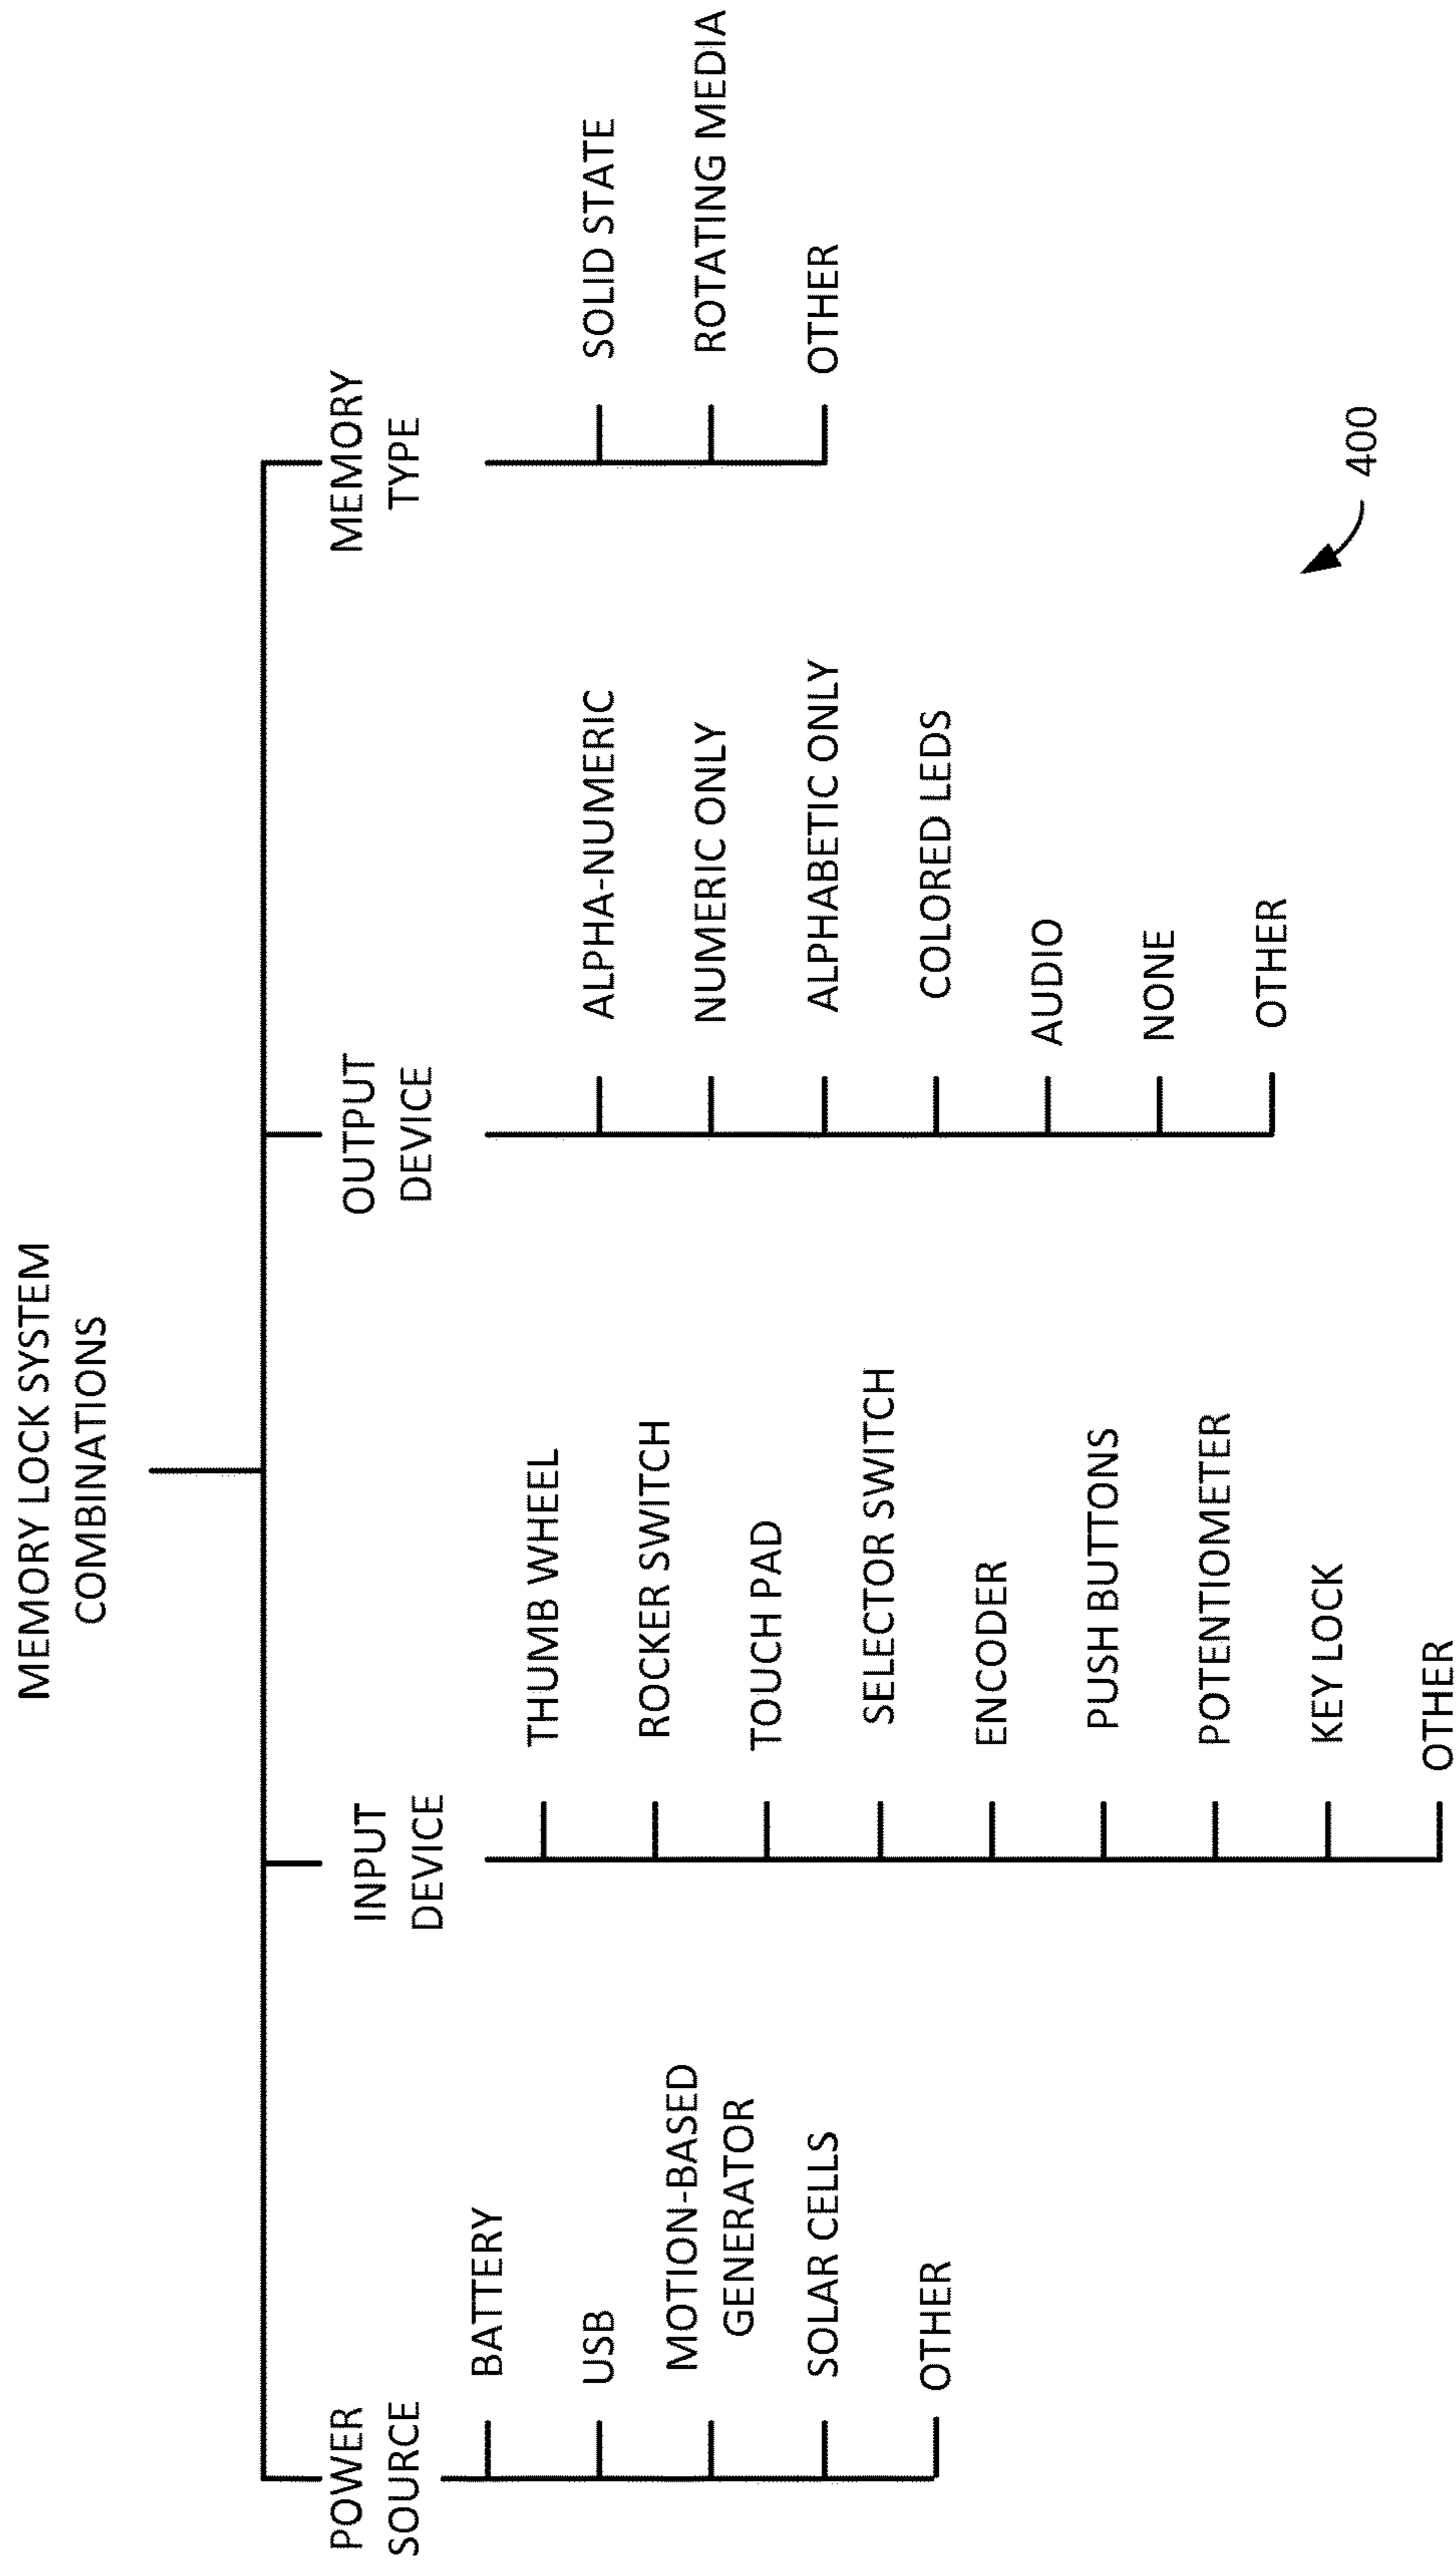 MEMORY LOCK SYSTEM
COMBINATIONS
POWER
SOURCE
BATTERY
USB
MOTION-BASED
GENERATOR
SOLAR CELLS
OTHER
INPUT
DEVICE
THUMB WHEEL
ROCKER SWITCH
TOUCH PAD
SELECTOR SWITCH
ENCODER
PUSH BUTTONS
POTENTIOMETER
KEY LOCK
OTHER
OUTPUT
DEVICE
ALPHA-NUMERIC
NUMERIC ONLY
ALPHABETIC ONLY
COLORED LEDS
AUDIO
NONE
OTHER
MEMORY
TYPE
SOLID STATE
ROTATING MEDIA
OTHER
400